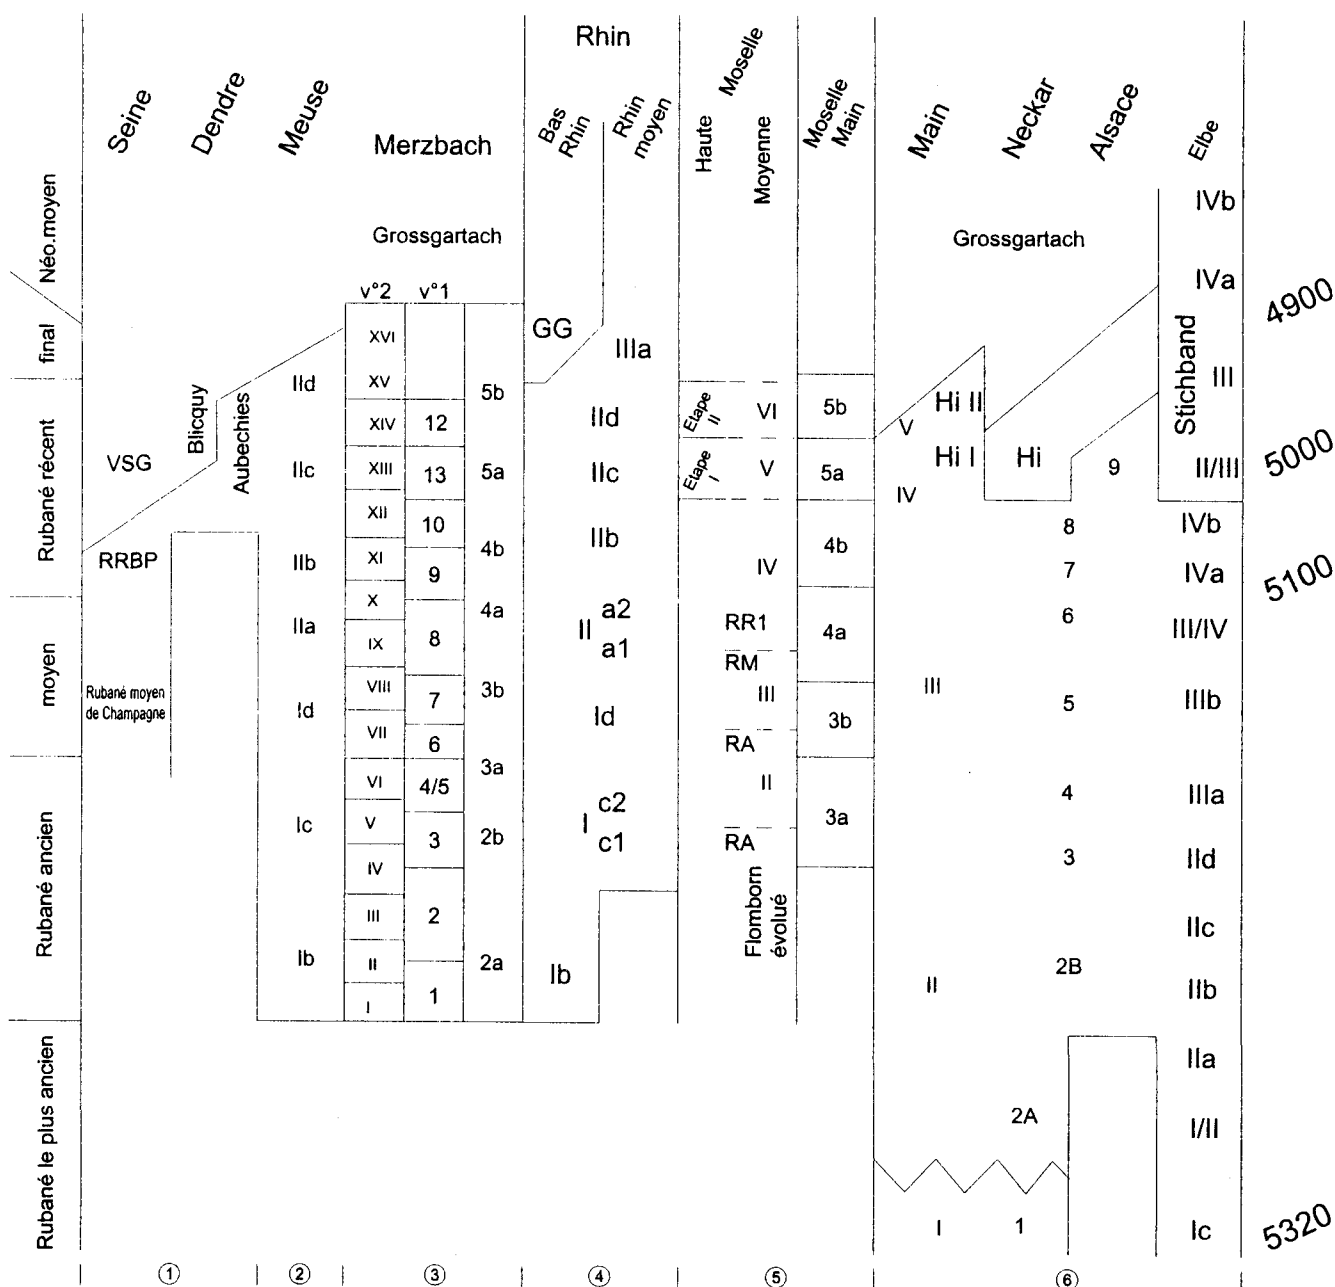 Rhin
Seine
Dendre
Meuse
Merzbach
Bas
Rhin
Rhin
moyen
Haute
Moselle
Moyenne
Moselle
Main
Main
Neckar
Alsace
Elbe
Néo.moyen
final
Rubané récent
moyen
Rubané ancien
Rubané le plus ancien
VSG
RRBP
Rubané moyen
de Champagne
Blicquy
Aubechies
IId
IIc
IIb
IIa
Id
Ic
Ib
Grossgartach
v°2
v°1
XVI
XV
XIV
XIII
XII
XI
X
IX
VIII
VII
VI
V
IV
III
II
I
12
13
10
9
8
7
6
4/5
3
2
1
5b
5a
4b
4a
3b
3a
2b
2a
GG
IIIa
IId
IIc
IIb
II
a2
a1
Id
I
c2
c1
Ib
Etape
II
Etape
I
VI
V
IV
RR1
RM
III
RA
II
RA
Flomborn
évolué
5b
5a
4b
4a
3b
3a
Grossgartach
Hi II
V
Hi I
IV
III
II
I
Hi
9
8
7
6
5
4
3
2B
2A
1
Stichband
IVb
IVa
III
II/III
IVb
IVa
III/IV
IIIb
IIIa
IId
IIc
IIb
IIa
I/II
Ic
4900
5000
5100
5320
①
②
③
④
⑤
⑥